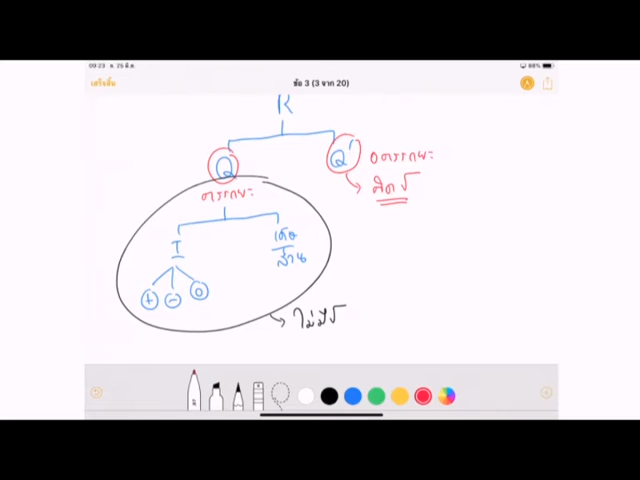 09:23 อ. 25 มี.ค.
88%
เสร็จสิ้น
ข้อ 3 (3 จาก 20)
R
Q
Q'
อตรรกยะ
ติด √
ตรรกยะ
I
เศษ
ส่วน
+ - 0
ไม่มี √